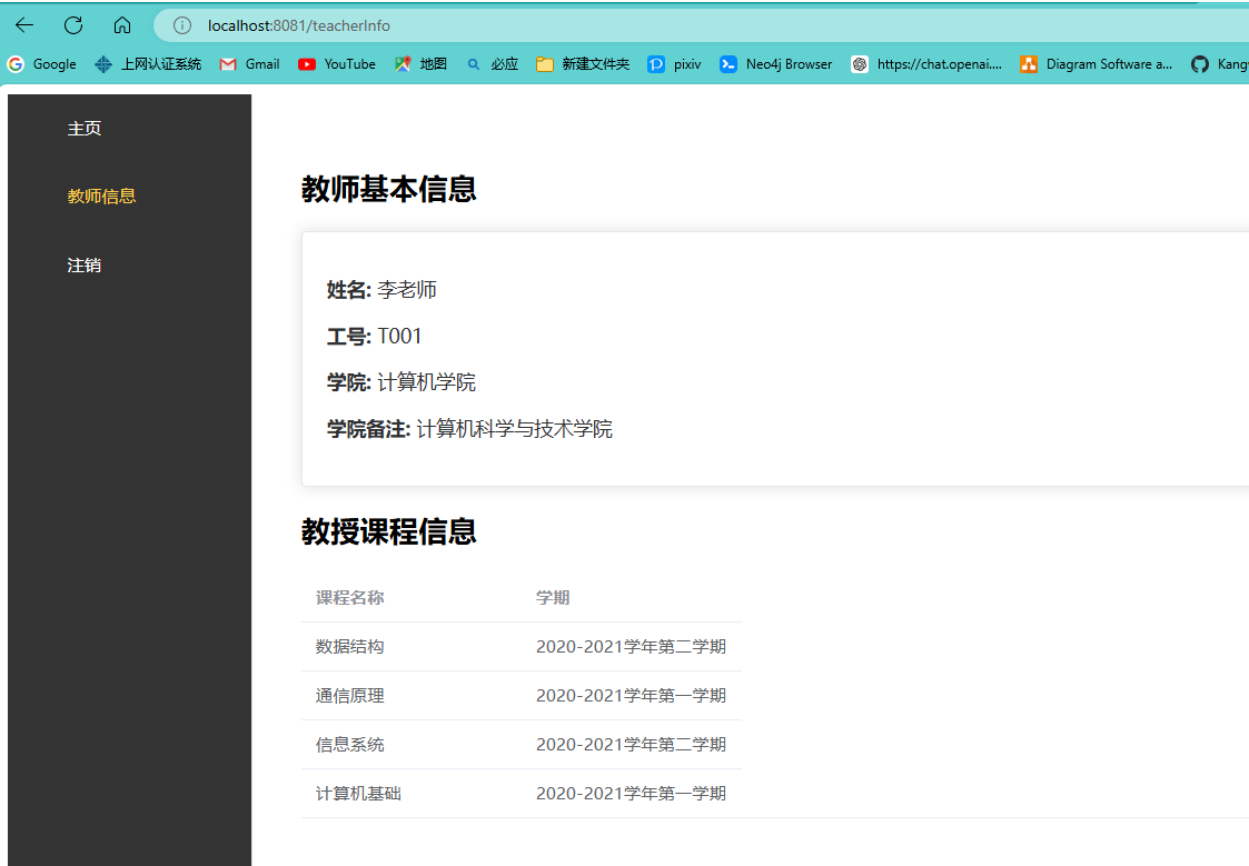 localhost:8081/teacherInfo
Google 上网认证系统 Gmail YouTube 地图 必应 新建文件夹 pixiv Neo4j Browser https://chat.openai.... Diagram Software a... Kang
主页
教师信息
注销
教师基本信息
姓名: 李老师
工号: T001
学院: 计算机学院
学院备注: 计算机科学与技术学院
教授课程信息
课程名称 学期
数据结构 2020-2021学年第二学期
通信原理 2020-2021学年第一学期
信息系统 2020-2021学年第二学期
计算机基础 2020-2021学年第一学期